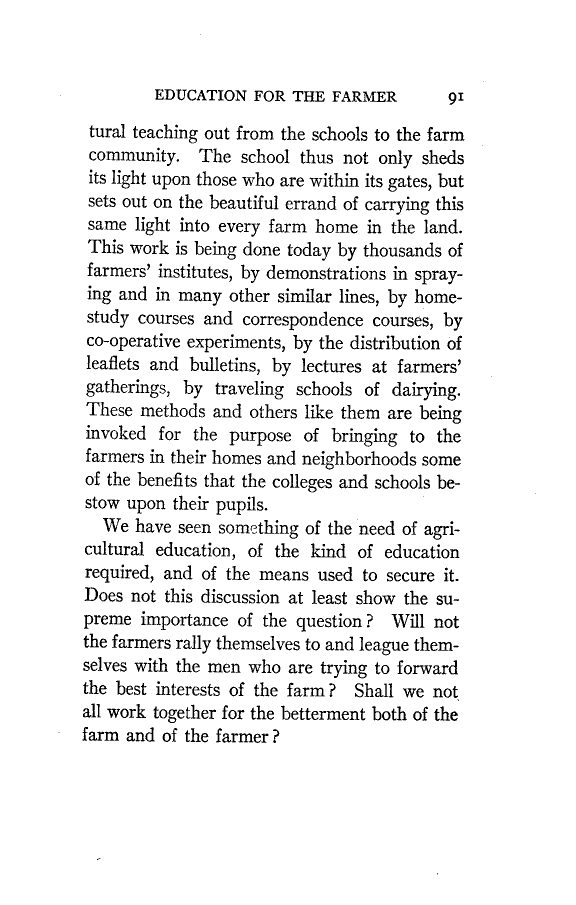 EDUCATION FOR THE FARMER 91
tural teaching out from the schools to the farm
community. The school thus not only sheds
its light upon those who are within its gates, but
sets out on the beautiful errand of carrying this
same light into every farm home in the land.
This work is being done today by thousands of
farmers' institutes, by demonstrations in spray-
ing and in many other similar lines, by home-
study courses and correspondence courses, by
co-operative experiments, by the distribution of
leaflets and bulletins, by lectures at farmers'
gatherings, by traveling schools of dairying.
These methods and others like them are being
invoked for the purpose of bringing to the
farmers in their homes and neighborhoods some
of the benefits that the colleges and schools be-
stow upon their pupils.
We have seen something of the need of agri-
cultural education, of the kind of education
required, and of the means used to secure it.
Does not this discussion at least show the su-
preme importance of the question? Will not
the farmers rally themselves to and league them-
selves with the men who are trying to forward
the best interests of the farm? Shall we not
all work together for the betterment both of the
farm and of the farmer?